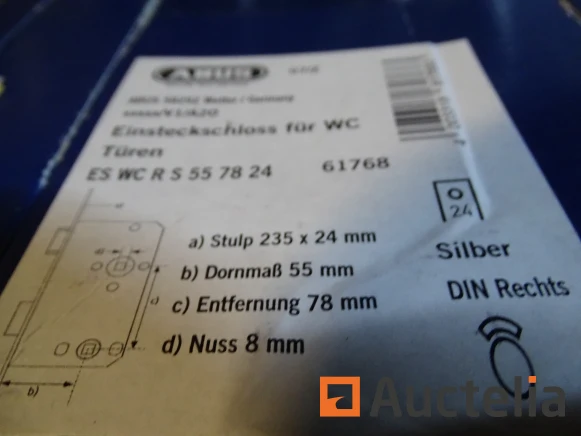 ABUS
Einsteckschloss für WC
Türen
ES WC R S 55 78 24
61768
24
a) Stulp 235 x 24 mm
b) Dornmaß 55 mm
c) Entfernung 78 mm
d) Nuss 8 mm
Silber
DIN Rechts
b)
Auctelia